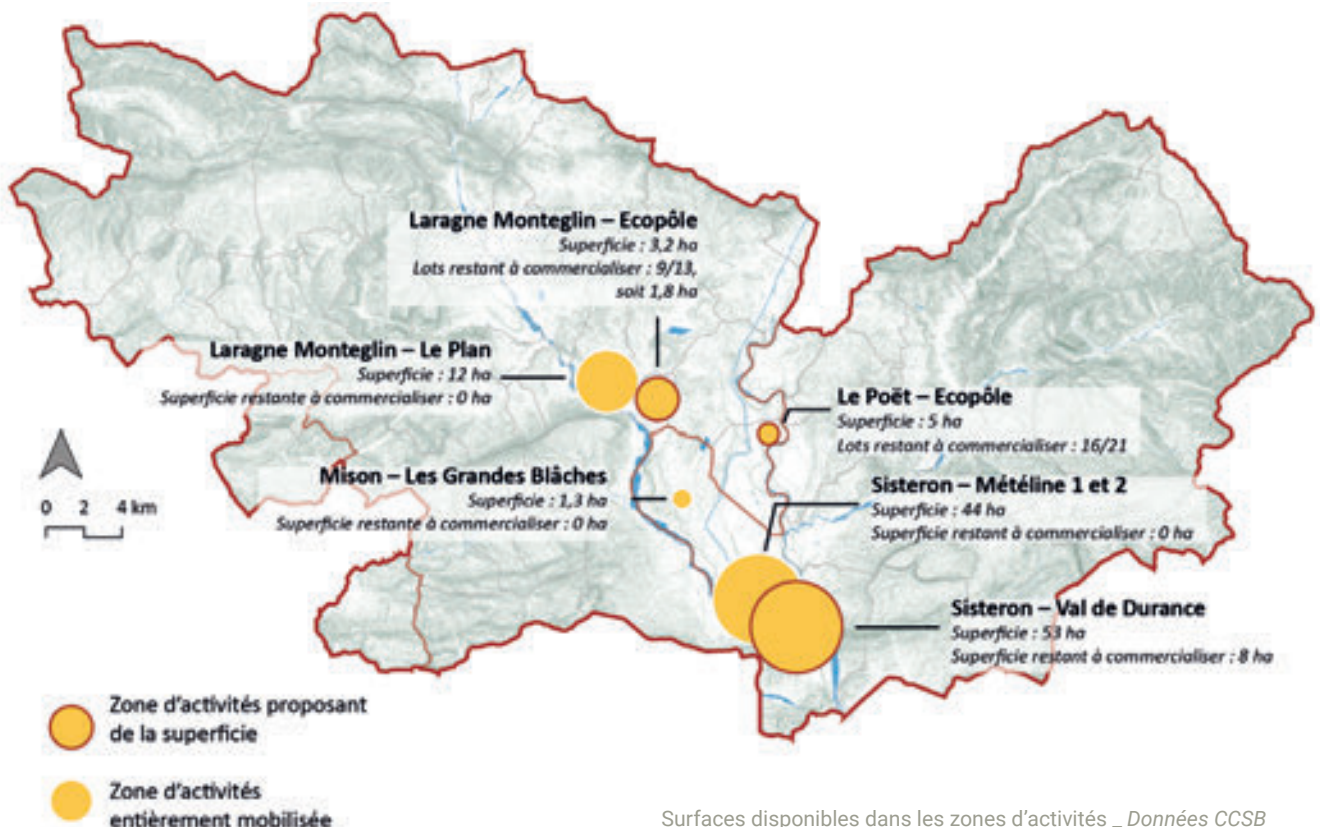 Laragne Monteglin – Ecopôle
Superficie : 3,2 ha
Lots restant à commercialiser : 9/13,
soit 1,8 ha
Laragne Monteglin – Le Plan
Superficie : 12 ha
Superficie restante à commercialiser : 0 ha
Le Poët – Ecopôle
Superficie : 5 ha
Lots restant à commercialiser : 16/21
Mison – Les Grandes Blâches
Superficie : 1,3 ha
Superficie restante à commercialiser : 0 ha
Sisteron – Météline 1 et 2
Superficie : 44 ha
Superficie restant à commercialiser : 0 ha
Sisteron – Val de Durance
Superficie : 53 ha
Superficie restant à commercialiser : 8 ha
0 2 4 km
Zone d'activités proposant
de la superficie
Zone d'activités
entièrement mobilisée
Surfaces disponibles dans les zones d'activités _ Données CCSB